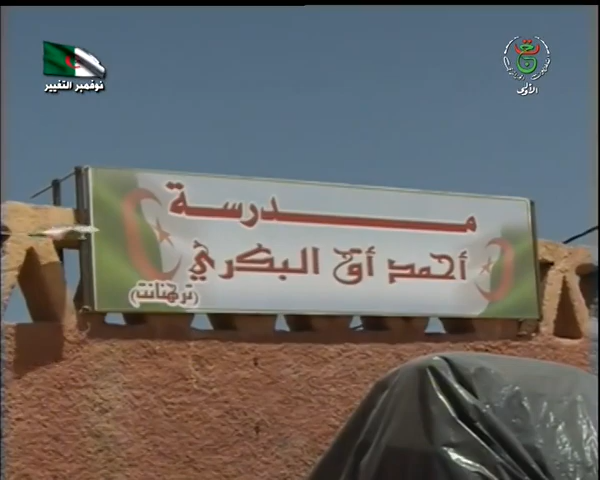 نوفمبر التغيير
الأولى
مدرسة
أحمد أق البكري
(ترهنانت)